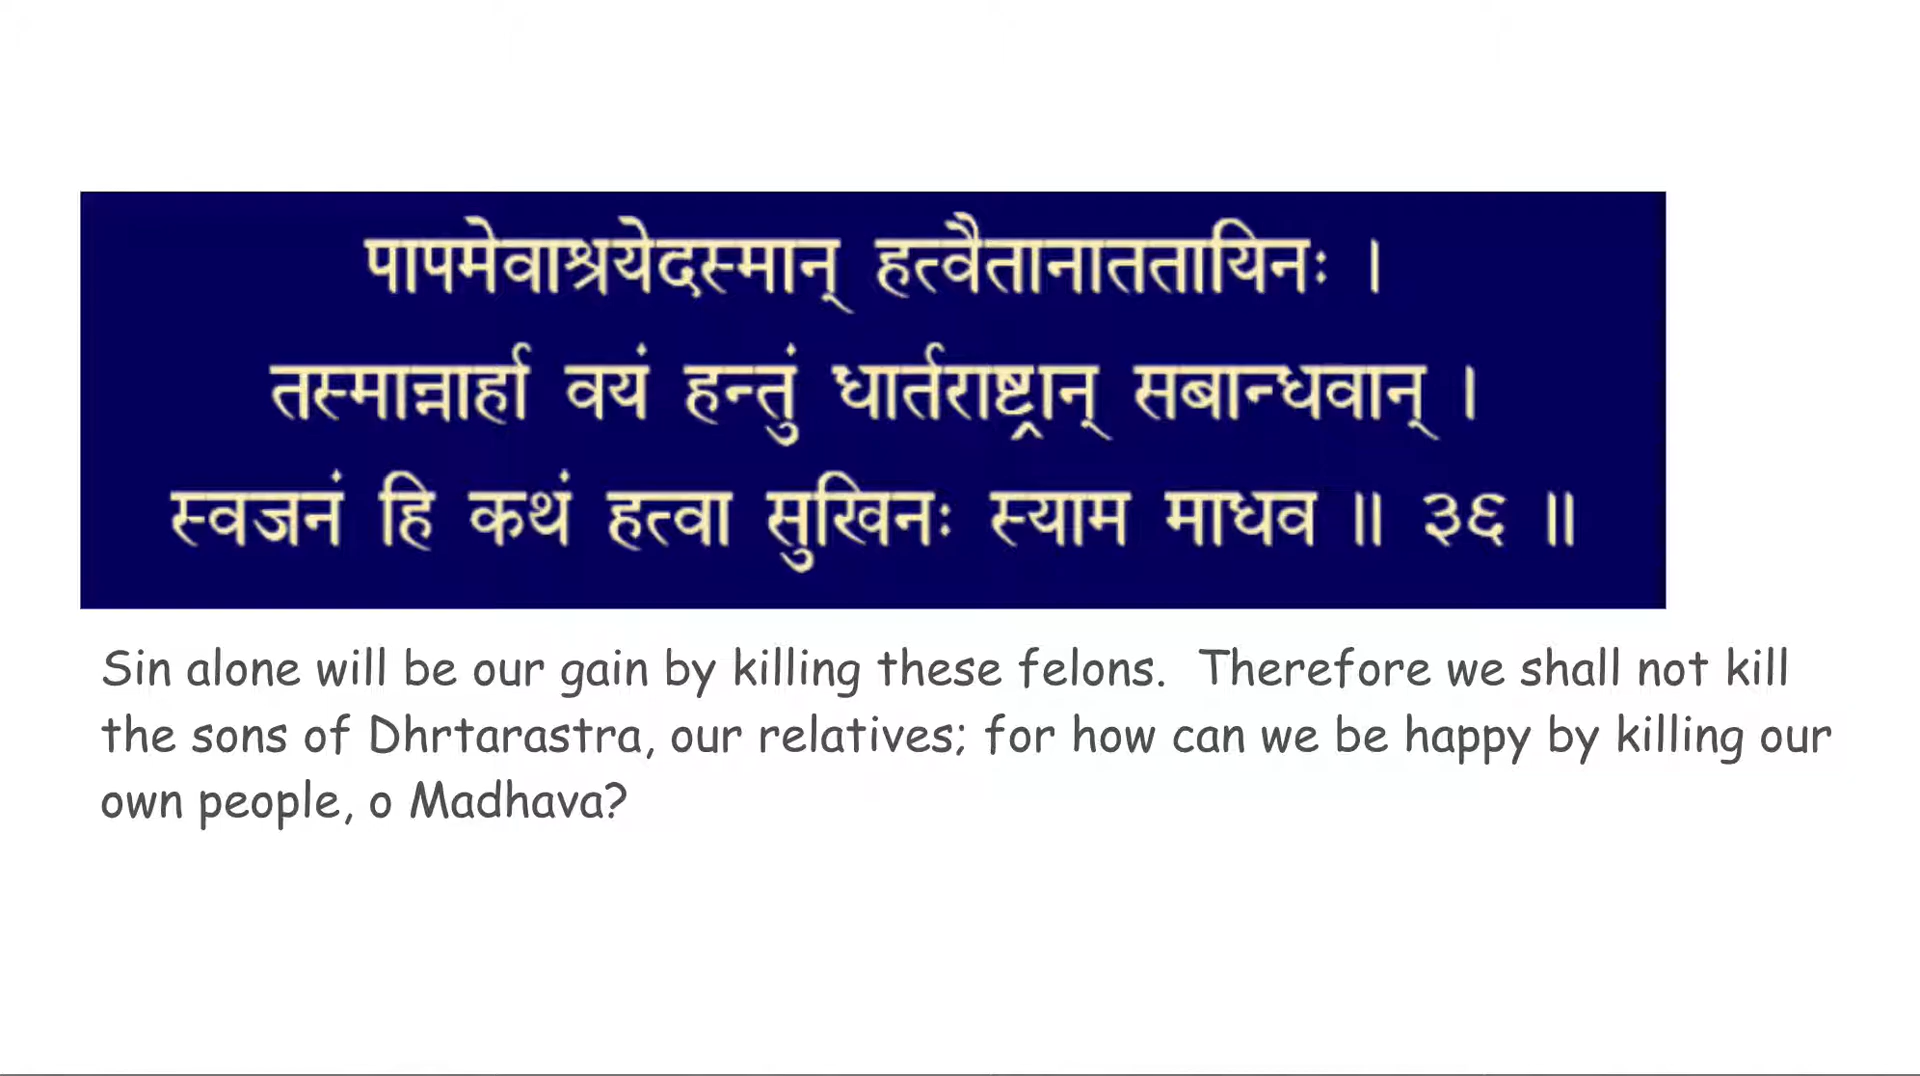 पापमेवाश्रयेदस्मान् हत्वैतानाततायिनः ।
तस्मान्नार्हा वयं हन्तुं धार्तराष्ट्रान् सबान्धवान् ।
स्वजनं हि कथं हत्वा सुखिनः स्याम माधव ॥ ३६ ॥
Sin alone will be our gain by killing these felons. Therefore we shall not kill
the sons of Dhrtarastra, our relatives; for how can we be happy by killing our
own people, o Madhava?